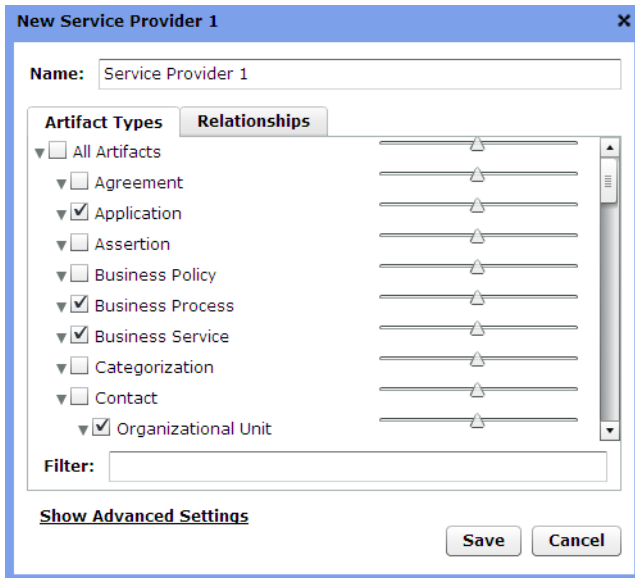 New Service Provider 1
Name: Service Provider 1
Artifact Types Relationships
All Artifacts
Agreement
Application
Assertion
Business Policy
Business Process
Business Service
Categorization
Contact
Organizational Unit
Filter:
Show Advanced Settings
Save Cancel